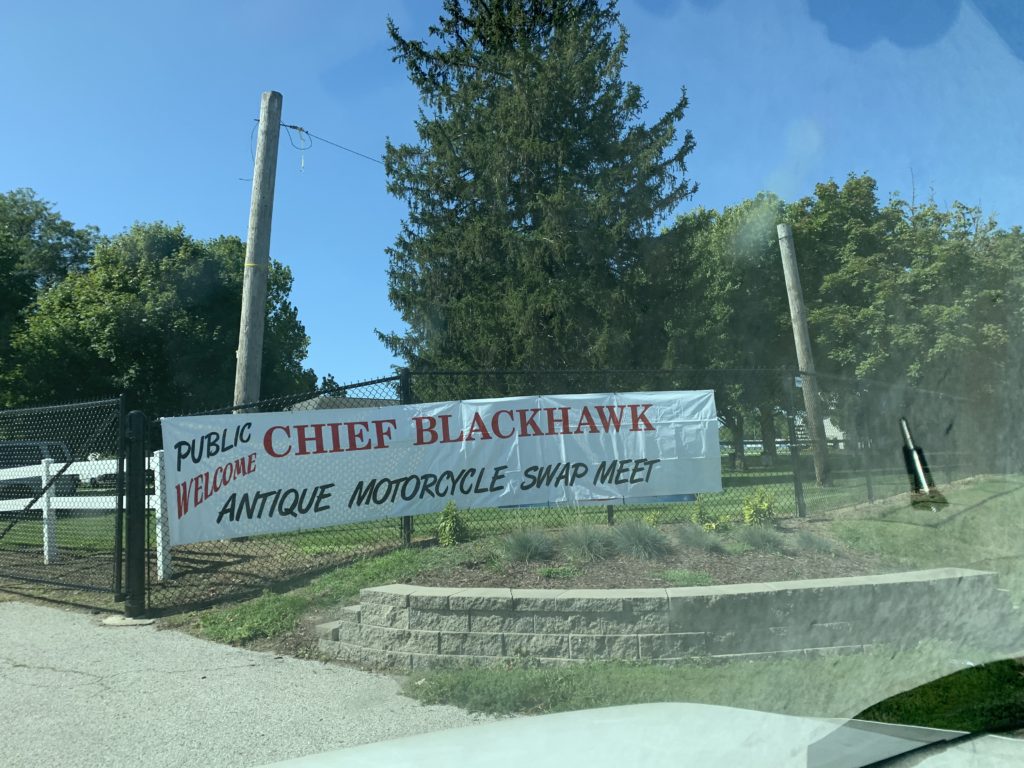 PUBLIC WELCOME
CHIEF BLACKHAWK
ANTIQUE MOTORCYCLE SWAP MEET